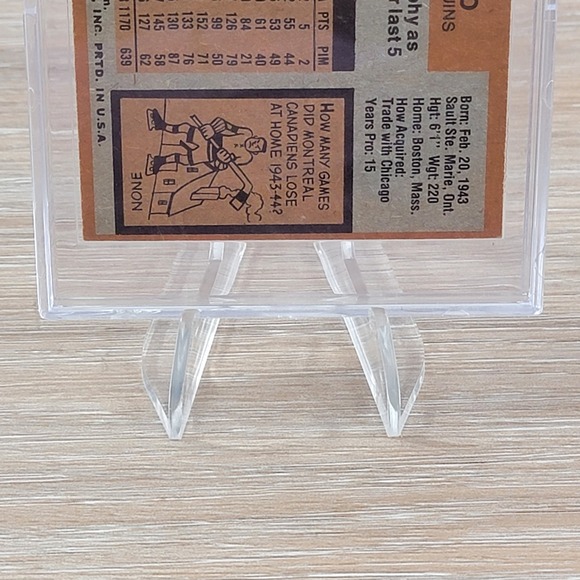 UINS
phy as
r last 5
Born: Feb. 20, 1943
Sault Ste. Marie, Ont.
Hgt: 6'1" Wgt. 220
Home: Boston, Mass.
How Acquired:
Trade with Chicago
Years Pro: 15
PTS PIM
5 2
55 44
53 49
61 40
84 21
126 79
99 50
152 71
133 76
130 87
145 58
127 62
1170 639
HOW MANY GAMES
DID MONTREAL
CANADIENS LOSE
AT HOME 1943-44?
NONE
INC. PRTD. IN U.S.A.